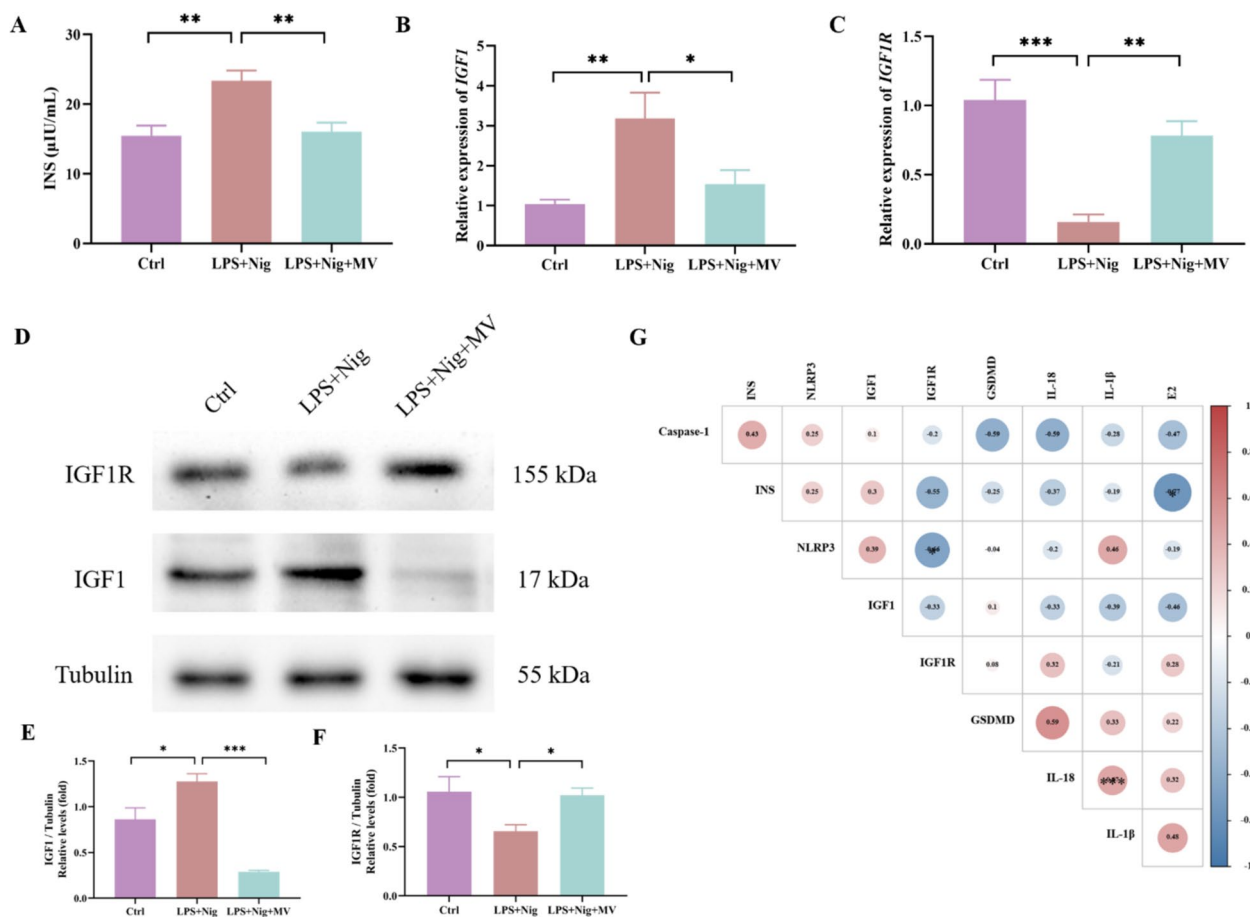 A
**
**
INS (μIU/mL)
30
20
10
0
Ctrl
LPS+Nig
LPS+Nig+MV
B
**
*
Relative expression of IGF1
5
4
3
2
1
0
Ctrl
LPS+Nig
LPS+Nig+MV
C
***
**
Relative expression of IGF1R
1.5
1.0
0.5
0.0
Ctrl
LPS+Nig
LPS+Nig+MV
D
Ctrl
LPS+Nig
LPS+Nig+MV
IGF1R
155 kDa
IGF1
17 kDa
Tubulin
55 kDa
E
*
***
IGF1 / Tubulin
Relative levels (fold)
1.5
1.0
0.5
0.0
Ctrl
LPS+Nig
LPS+Nig+MV
F
*
*
IGF1R / Tubulin
Relative levels (fold)
1.5
1.0
0.5
0.0
Ctrl
LPS+Nig
LPS+Nig+MV
G
INS NLRP3 IGF1 IGF1R GSDMD IL-18 IL-1β E2
Caspase-1 0.43 0.25 0.1 -0.2 -0.59 -0.59 -0.28 -0.47
INS 0.25 0.3 -0.55 -0.25 -0.37 -0.19 *
NLRP3 0.39 * -0.04 -0.2 0.46 -0.19
IGF1 -0.33 0.1 -0.33 -0.39 -0.46
IGF1R 0.08 0.32 -0.21 0.28
GSDMD 0.59 0.33 0.22
IL-18 *** 0.32
IL-1β 0.48